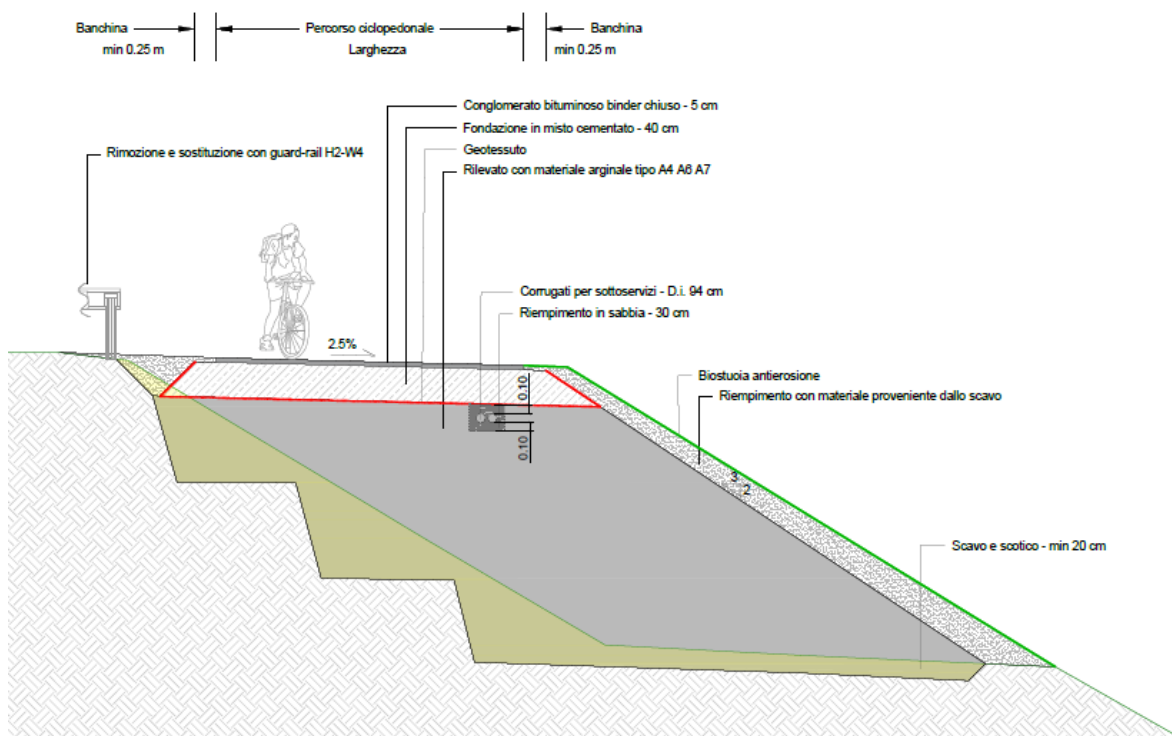 Banchina
min 0.25 m
Percorso ciclopedonale
Larghezza
Banchina
min 0.25 m
Conglomerato bituminoso binder chiuso - 5 cm
Fondazione in misto cementato - 40 cm
Geotessuto
Rilevato con materiale arginale tipo A4 A6 A7
Rimozione e sostituzione con guard-rail H2-W4
Corrugati per sottoservizi - D.i. 94 cm
Riempimento in sabbia - 30 cm
2.5%
0.10
0.10
Biostuoia antierosione
Riempimento con materiale proveniente dallo scavo
3
2
Scavo e scotico - min 20 cm